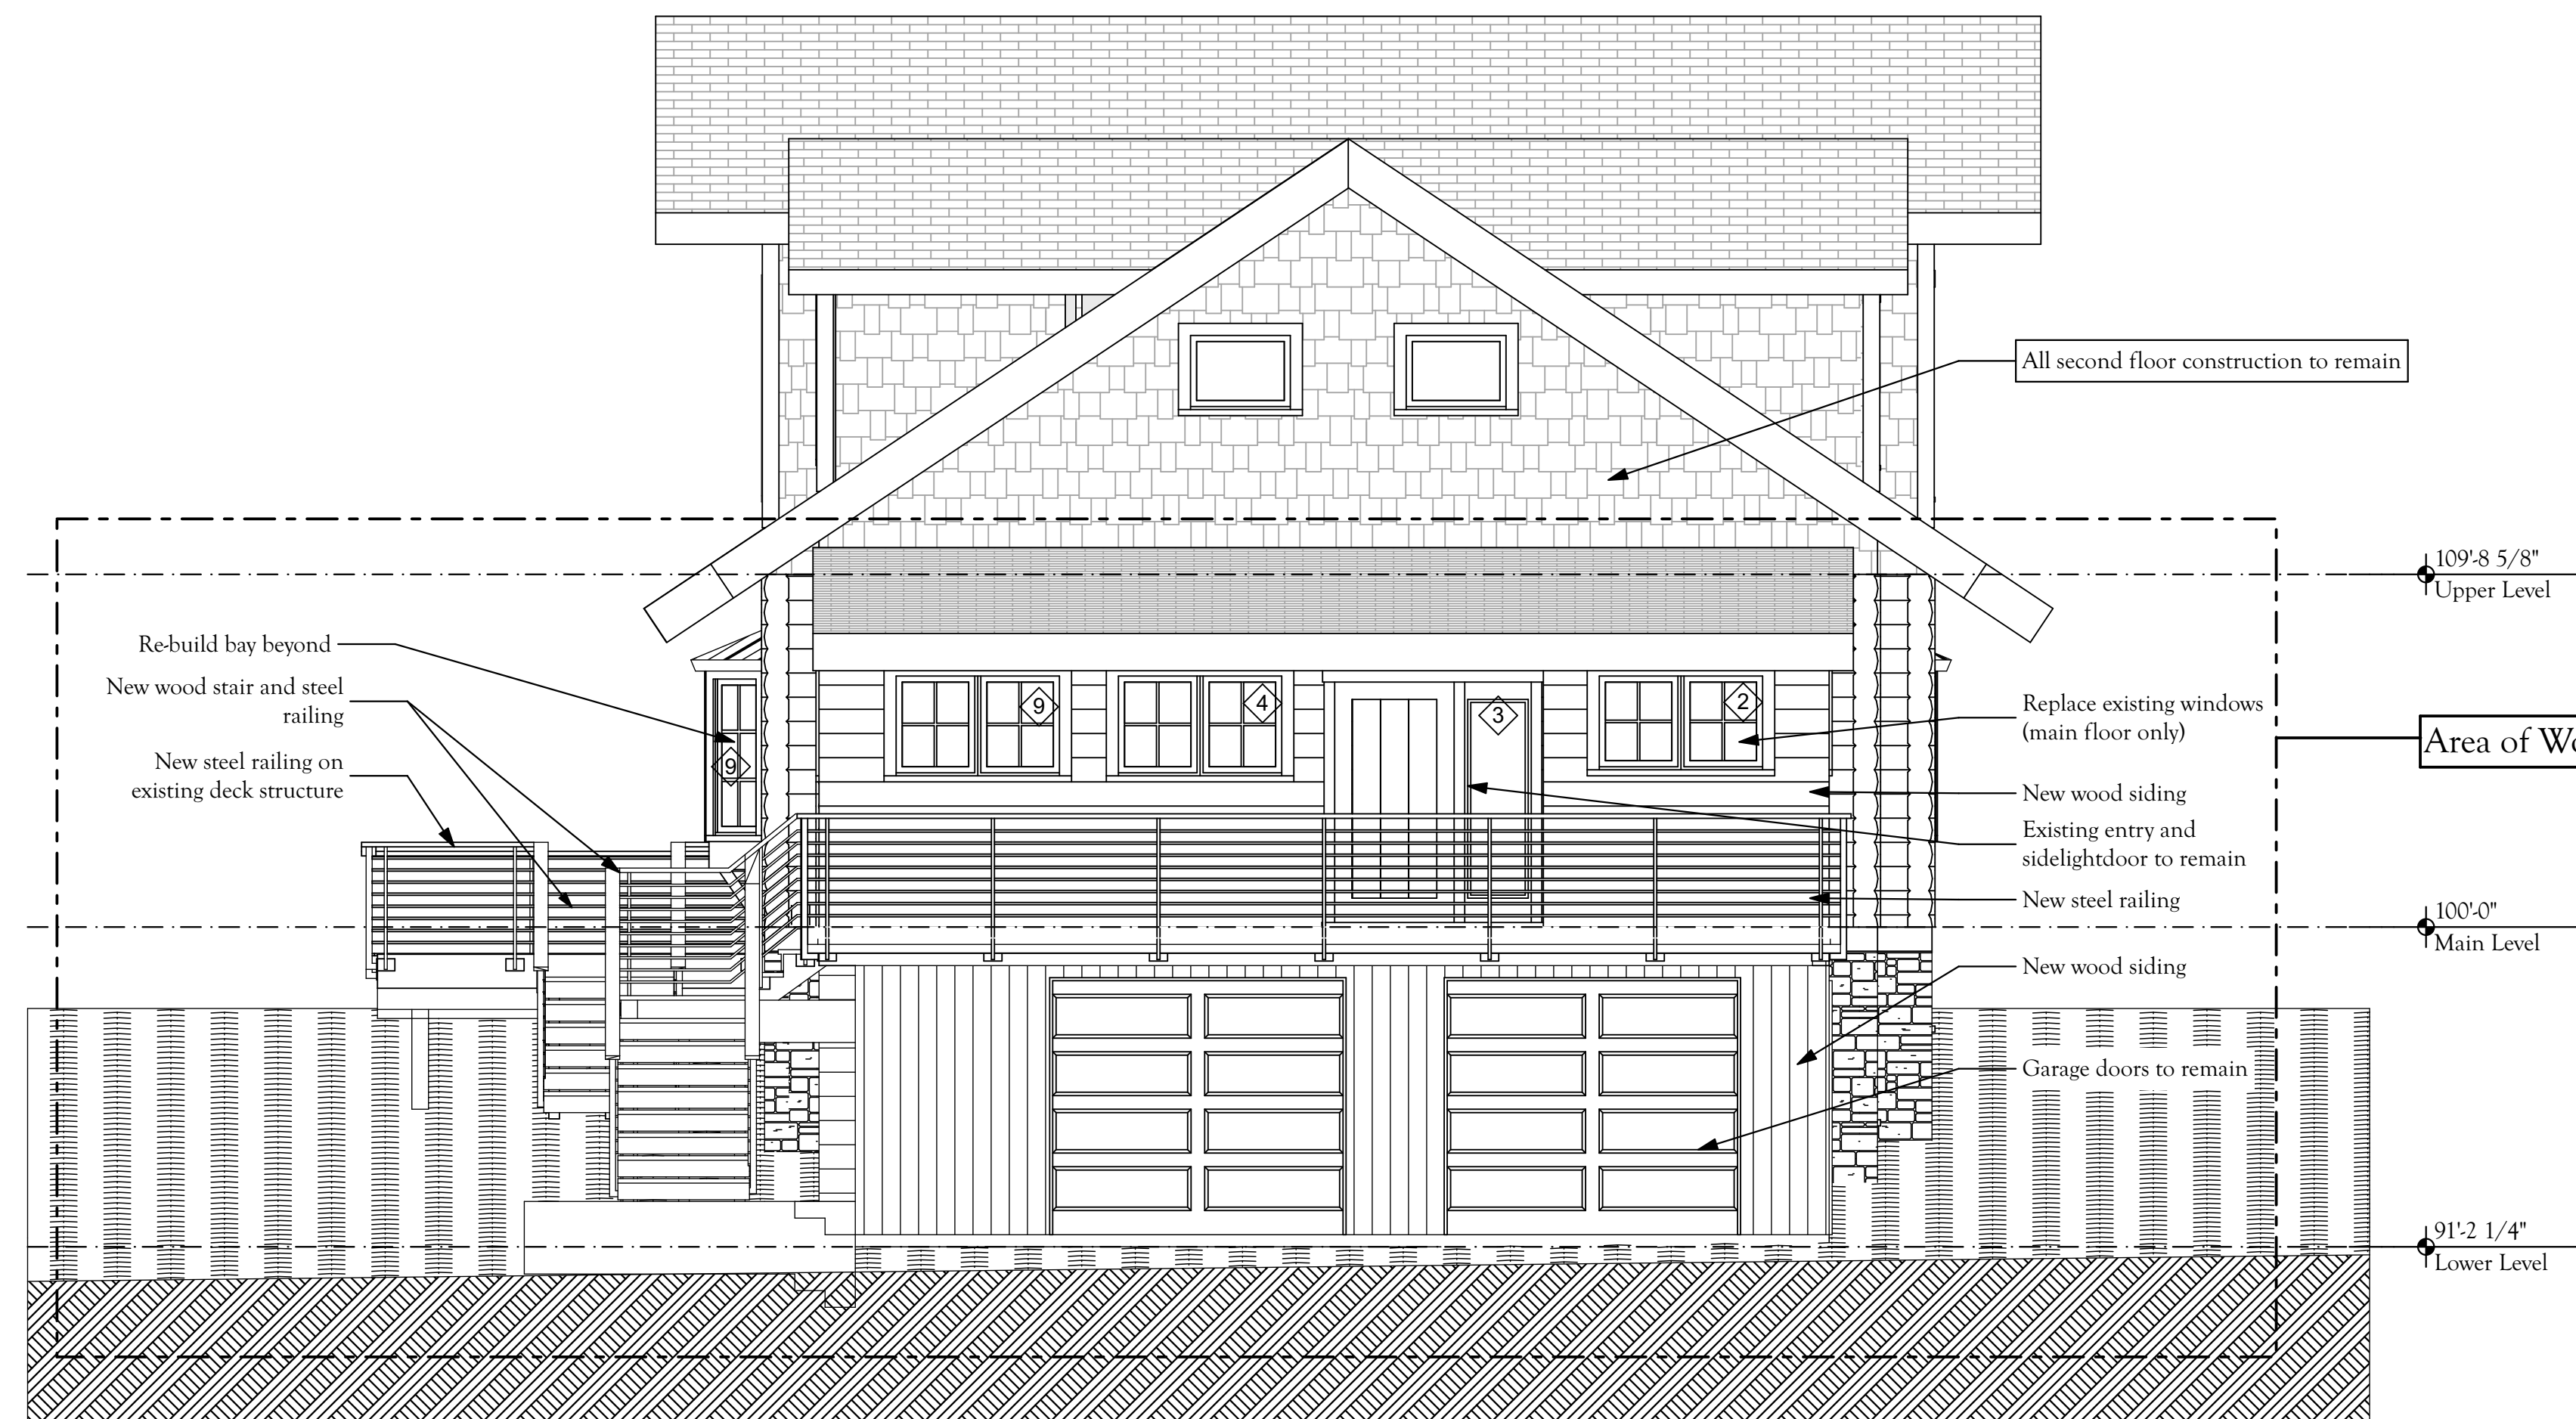 All second floor construction to remain
109'-8 5/8"
Upper Level
Re-build bay beyond
New wood stair and steel
railing
New steel railing on
existing deck structure
9
9
4
3
2
Replace existing windows
(main floor only)
Area of
New wood siding
Existing entry and
sidelightdoor to remain
New steel railing
100'-0"
Main Level
New wood siding
Garage doors to remain
91'-2 1/4"
Lower Level